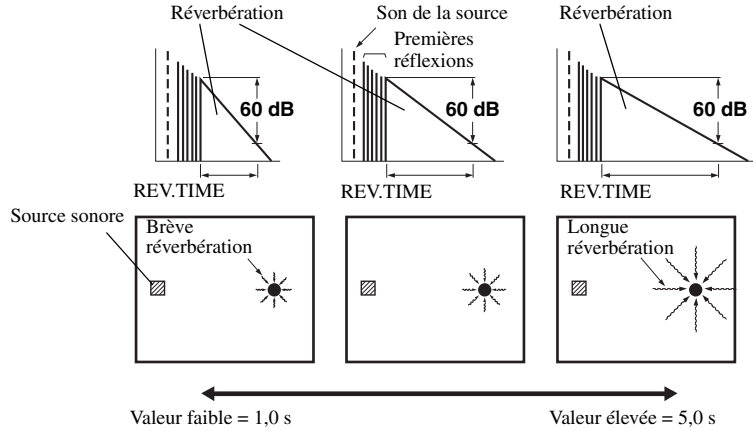 Réverbération
Son de la source
Réverbération
Premières
réflexions
60 dB
60 dB
60 dB
REV.TIME
REV.TIME
REV.TIME
Source sonore
Brève
réverbération
Longue
réverbération
Valeur faible = 1,0 s
Valeur élevée = 5,0 s